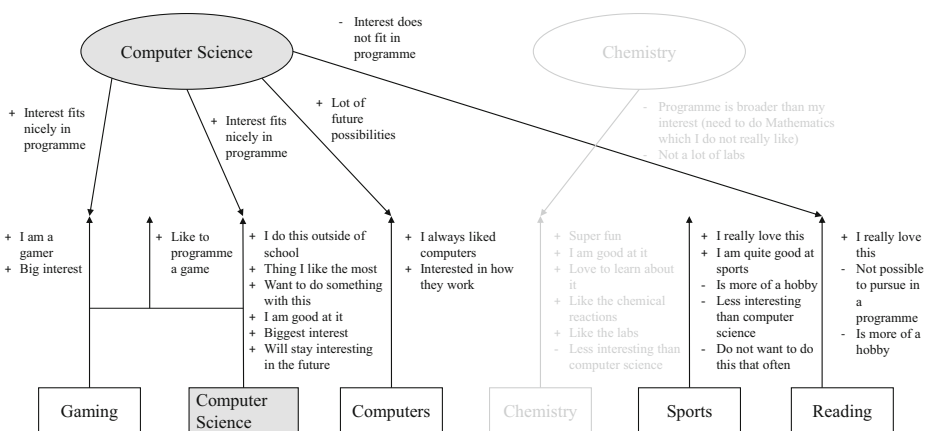 - Interest does
not fit in
programme
Computer Science
Chemistry
+ Interest fits
nicely in
programme
+ Interest fits
nicely in
programme
+ Lot of
future
possibilities
- Programme is broader than my
interest (need to do Mathematics
which I do not really like)
- Not a lot of labs
+ I am a
gamer
+ Big interest
+ Like to
programme
a game
+ I do this outside of
school
+ Thing I like the most
+ Want to do something
with this
+ I am good at it
+ Biggest interest
+ Will stay interesting
in the future
+ I always liked
computers
+ Interested in how
they work
+ Super fun
+ I am good at it
+ Love to learn about
it
+ Like the chemical
reactions
+ Like the labs
- Less interesting than
computer science
+ I really love this
+ I am quite good at
sports
- Is more of a hobby
- Less interesting
than computer
science
- Do not want to do
this that often
+ I really love
this
- Not possible
to pursue in
a
programme
- Is more of a
hobby
Gaming
Computer
Science
Computers
Chemistry
Sports
Reading